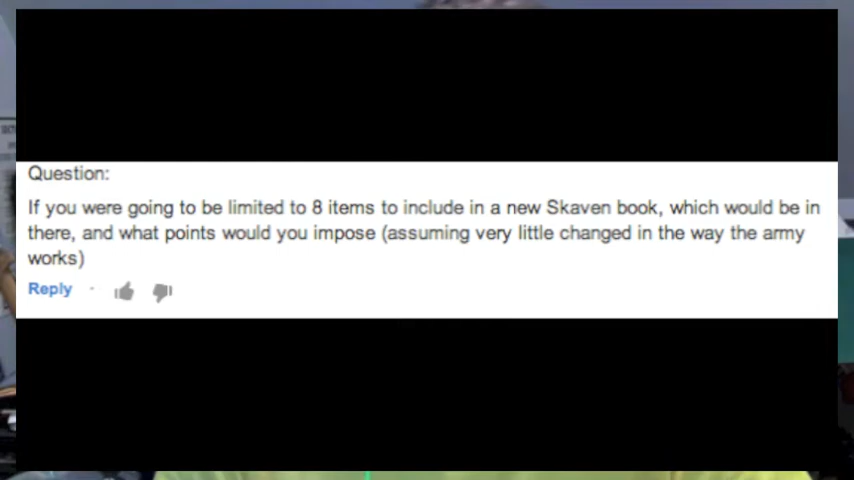 Question:
If you were going to be limited to 8 items to include in a new Skaven book, which would be in
there, and what points would you impose (assuming very little changed in the way the army
works)
Reply